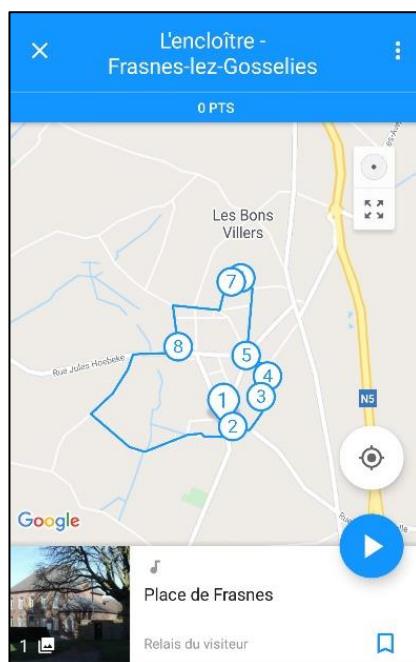 L'encloître -
Frasnes-lez-Gosselies
0 PTS
Les Bons
Villers
7
8
5
Rue Jules Hoebeke
4
1
3
N5
2
Google
Place de Frasnes
1
Relais du visiteur